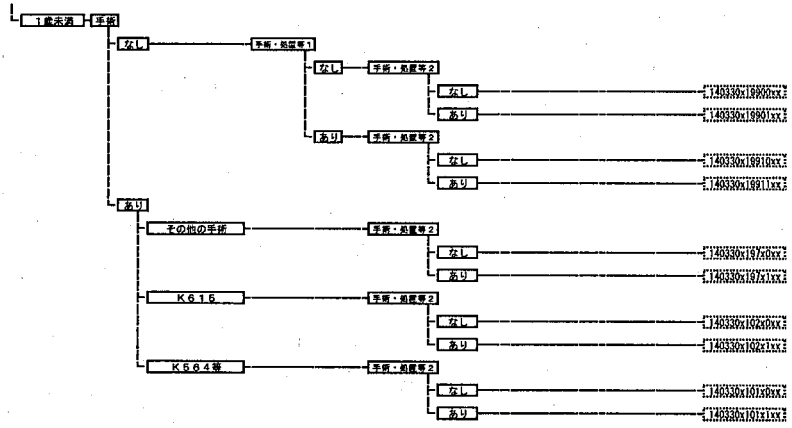 1歳未満 手術
なし 手術・処置等1
なし 手術・処置等2
なし 140330x19900xx
あり 140330x19901xx
あり 手術・処置等2
なし 140330x19910xx
あり 140330x19911xx
あり
その他の手術 手術・処置等2
なし 140330x197x0xx
あり 140330x197x1xx
K615 手術・処置等2
なし 140330x102x0xx
あり 140330x102x1xx
K564等 手術・処置等2
なし 140330x101x0xx
あり 140330x101x1xx